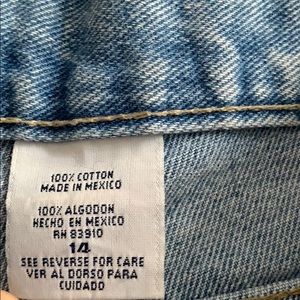 100% COTTON
MADE IN MEXICO
100% ALGODON
HECHO EN MEXICO
RN 83910
14
SEE REVERSE FOR CARE
VER AL DORSO PARA
CUIDADO